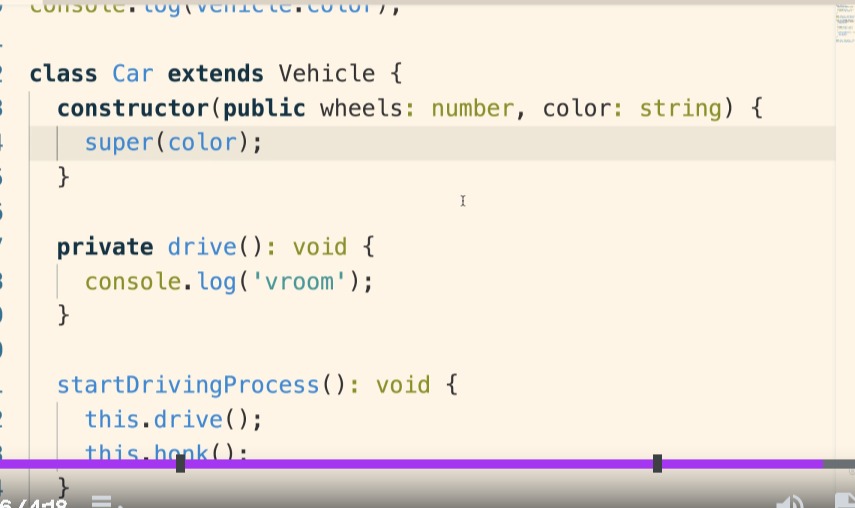 console.log(vehicle.color);
class Car extends Vehicle {
constructor(public wheels: number, color: string) {
super(color);
}
private drive(): void {
console.log('vroom');
}
startDrivingProcess(): void {
this.drive();
this.honk();
}